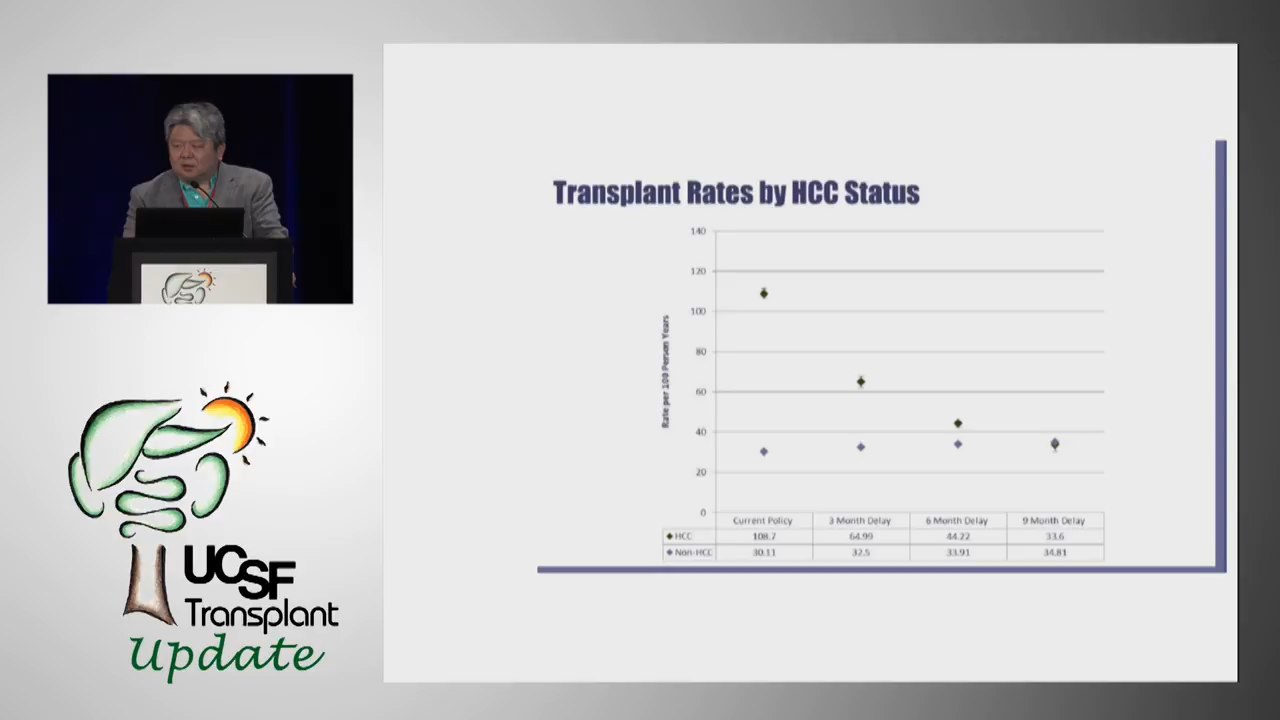 Transplant Rates by HCC Status
140
120
100
80
60
40
20
0
Rate per 100 Person Years
Current Policy 3 Month Delay 6 Month Delay 9 Month Delay
HCC 108.7 64.99 44.22 33.6
Non-HCC 30.11 32.5 33.91 34.81
UCSF
Transplant
Update